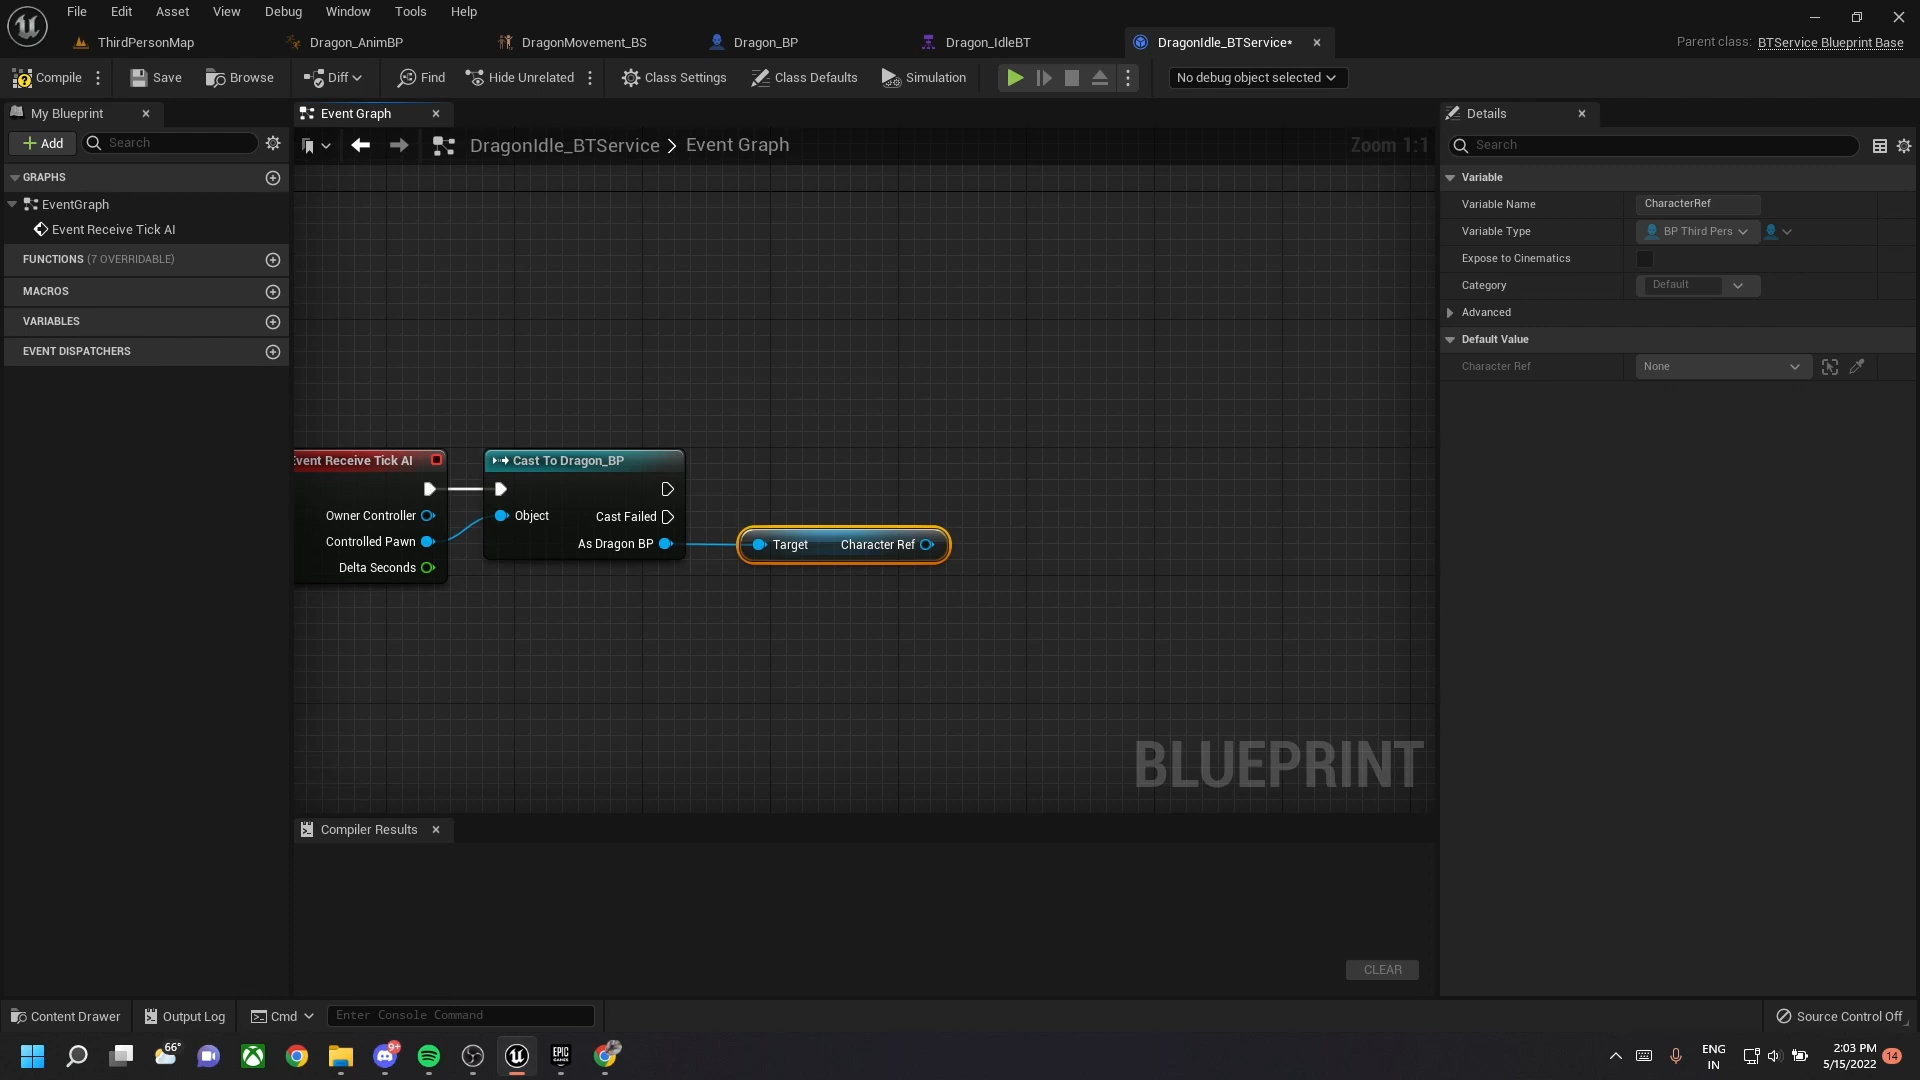 File Edit Asset View Debug Window Tools Help
ThirdPersonMap Dragon_AnimBP DragonMovement_BS Dragon_BP Dragon_IdleBT DragonIdle_BTService* Parent class: BTService Blueprint Base
Compile Save Browse Diff Find Hide Unrelated Class Settings Class Defaults Simulation No debug object selected
My Blueprint
Add Search
GRAPHS
EventGraph
Event Receive Tick AI
FUNCTIONS (7 OVERRIDABLE)
MACROS
VARIABLES
EVENT DISPATCHERS
Event Graph
DragonIdle_BTService > Event Graph Zoom 1:1
Event Receive Tick AI
Owner Controller
Controlled Pawn
Delta Seconds
Cast To Dragon_BP
Object Cast Failed
As Dragon BP
Target Character Ref
BLUEPRINT
Compiler Results
CLEAR
Details
Search
Variable
Variable Name CharacterRef
Variable Type BP Third Pers
Expose to Cinematics
Category Default
Advanced
Default Value
Character Ref None
Content Drawer Output Log Cmd Enter Console Command Source Control Off
66° 9+ EPIC GAMES ENG IN 2:03 PM 5/15/2022 14